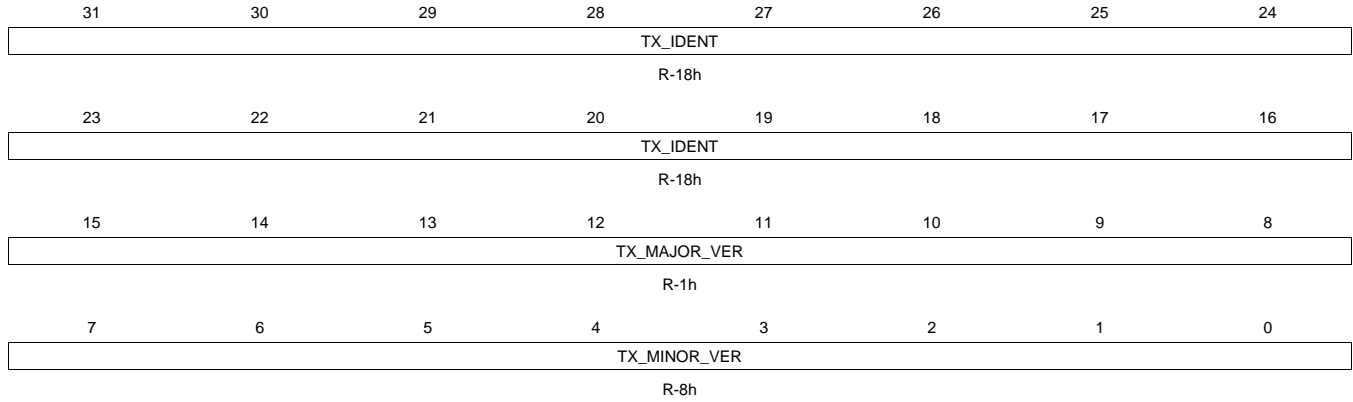 31 30 29 28 27 26 25 24
TX_IDENT
R-18h
23 22 21 20 19 18 17 16
TX_IDENT
R-18h
15 14 13 12 11 10 9 8
TX_MAJOR_VER
R-1h
7 6 5 4 3 2 1 0
TX_MINOR_VER
R-8h